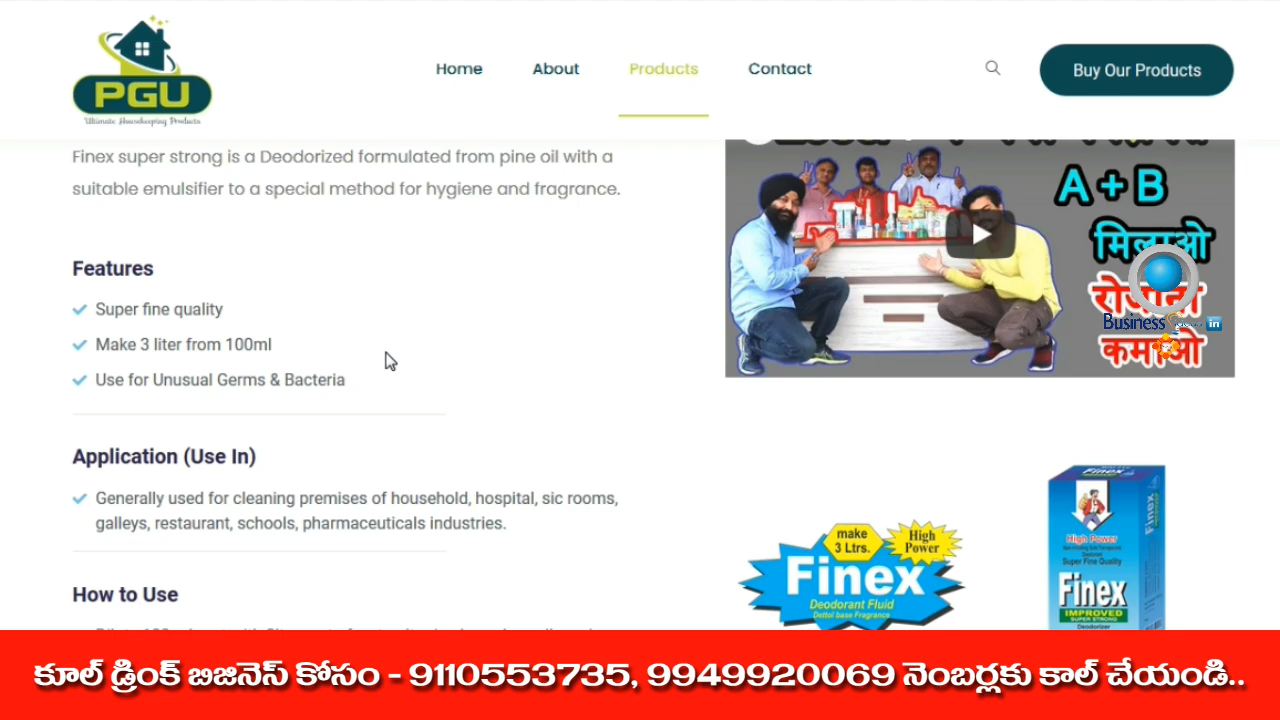 PGU
Ultimate Housekeeping Products
Home
About
Products
Contact
Buy Our Products
Finex super strong is a Deodorized formulated from pine oil with a
suitable emulsifier to a special method for hygiene and fragrance.
Features
Super fine quality
Make 3 liter from 100ml
Use for Unusual Germs & Bacteria
Application (Use In)
Generally used for cleaning premises of household, hospital, sic rooms,
galleys, restaurant, schools, pharmaceuticals industries.
How to Use
A + B
मिलाओ
रोजाना
कमाओ
Business
in
make
3 Ltrs.
High
Power
Finex
Deodorant Fluid
Dettol base Fragrance
Finex
High Power
Super Fine Quality
Finex
IMPROVED
SUPER STRONG
Deodorizer
Finex
కూల్ డ్రింక్ బిజినెస్ కోసం - 9110553735, 9949920069 నెంబర్లకు కాల్ చేయండి..